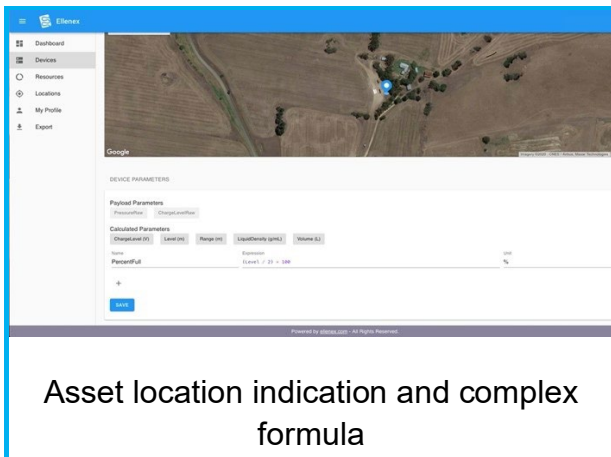 Ellenex
Dashboard
Devices
Resources
Locations
My Profile
Export
Google
DEVICE PARAMETERS
Payload Parameters
PressureRaw ChargeLevelRaw
Calculated Parameters
ChargeLevel (V) Level (m) Range (m) LiquidDensity (g/mL) Volume (L)
Name Expression Unit
PercentFull (Level / 2) * 100 %
+
SAVE
Powered by ellenex.com - All Rights Reserved.
Asset location indication and complex
formula